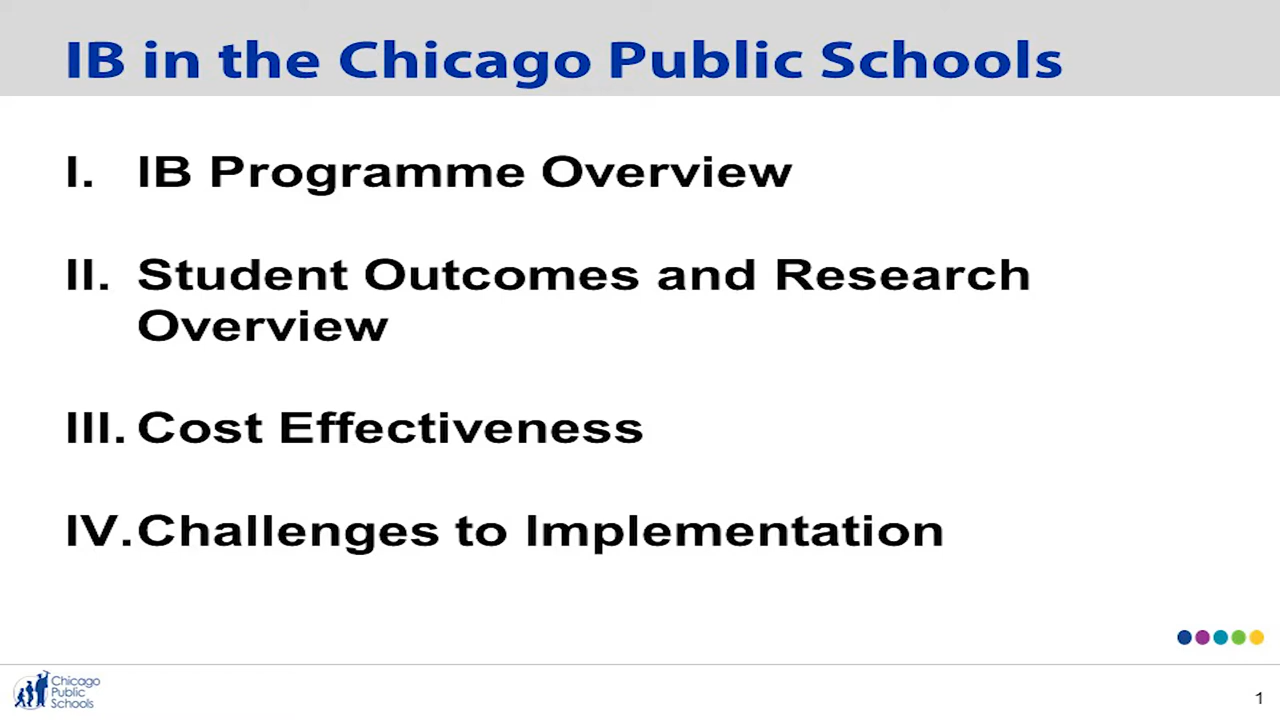 IB in the Chicago Public Schools
I. IB Programme Overview
II. Student Outcomes and Research
Overview
III. Cost Effectiveness
IV. Challenges to Implementation
Chicago
Public
Schools
1